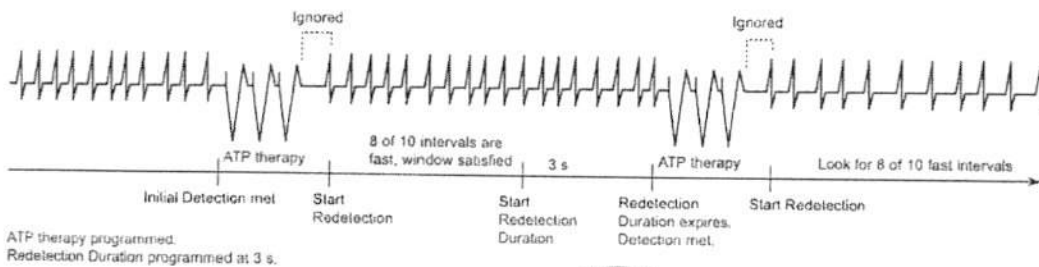 Ignored
Ignored
8 of 10 intervals are
fast, window satisfied
ATP therapy
3 s
ATP therapy
Look for 8 of 10 fast intervals
Initial Detection met
Start
Redetection
Start
Redetection
Duration
Redetection
Duration expires.
Detection met.
Start Redetection
ATP therapy programmed.
Redetection Duration programmed at 3 s.